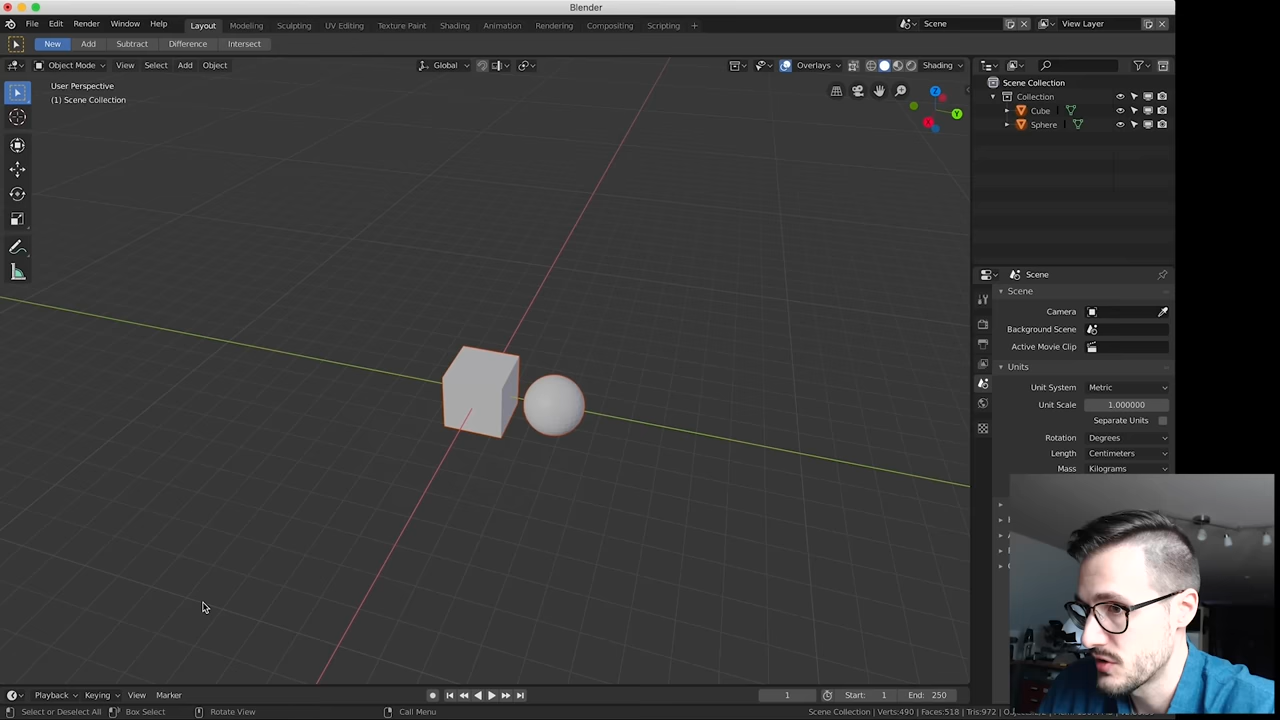 Blender
File Edit Render Window Help Layout Modeling Sculpting UV Editing Texture Paint Shading Animation Rendering Compositing Scripting + Scene View Layer
New Add Subtract Difference Intersect
Object Mode View Select Add Object Global Overlays Shading
User Perspective
(1) Scene Collection
Z
Y
X
Scene Collection
Collection
Cube
Sphere
Scene
Scene
Camera
Background Scene
Active Movie Clip
Units
Unit System Metric
Unit Scale 1.000000
Separate Units
Rotation Degrees
Length Centimeters
Mass Kilograms
Playback Keying View Marker 1 Start: 1 End: 250
Select or Deselect All Box Select Rotate View Call Menu Scene Collection | Verts:490 | Faces:518 | Tris:972 |